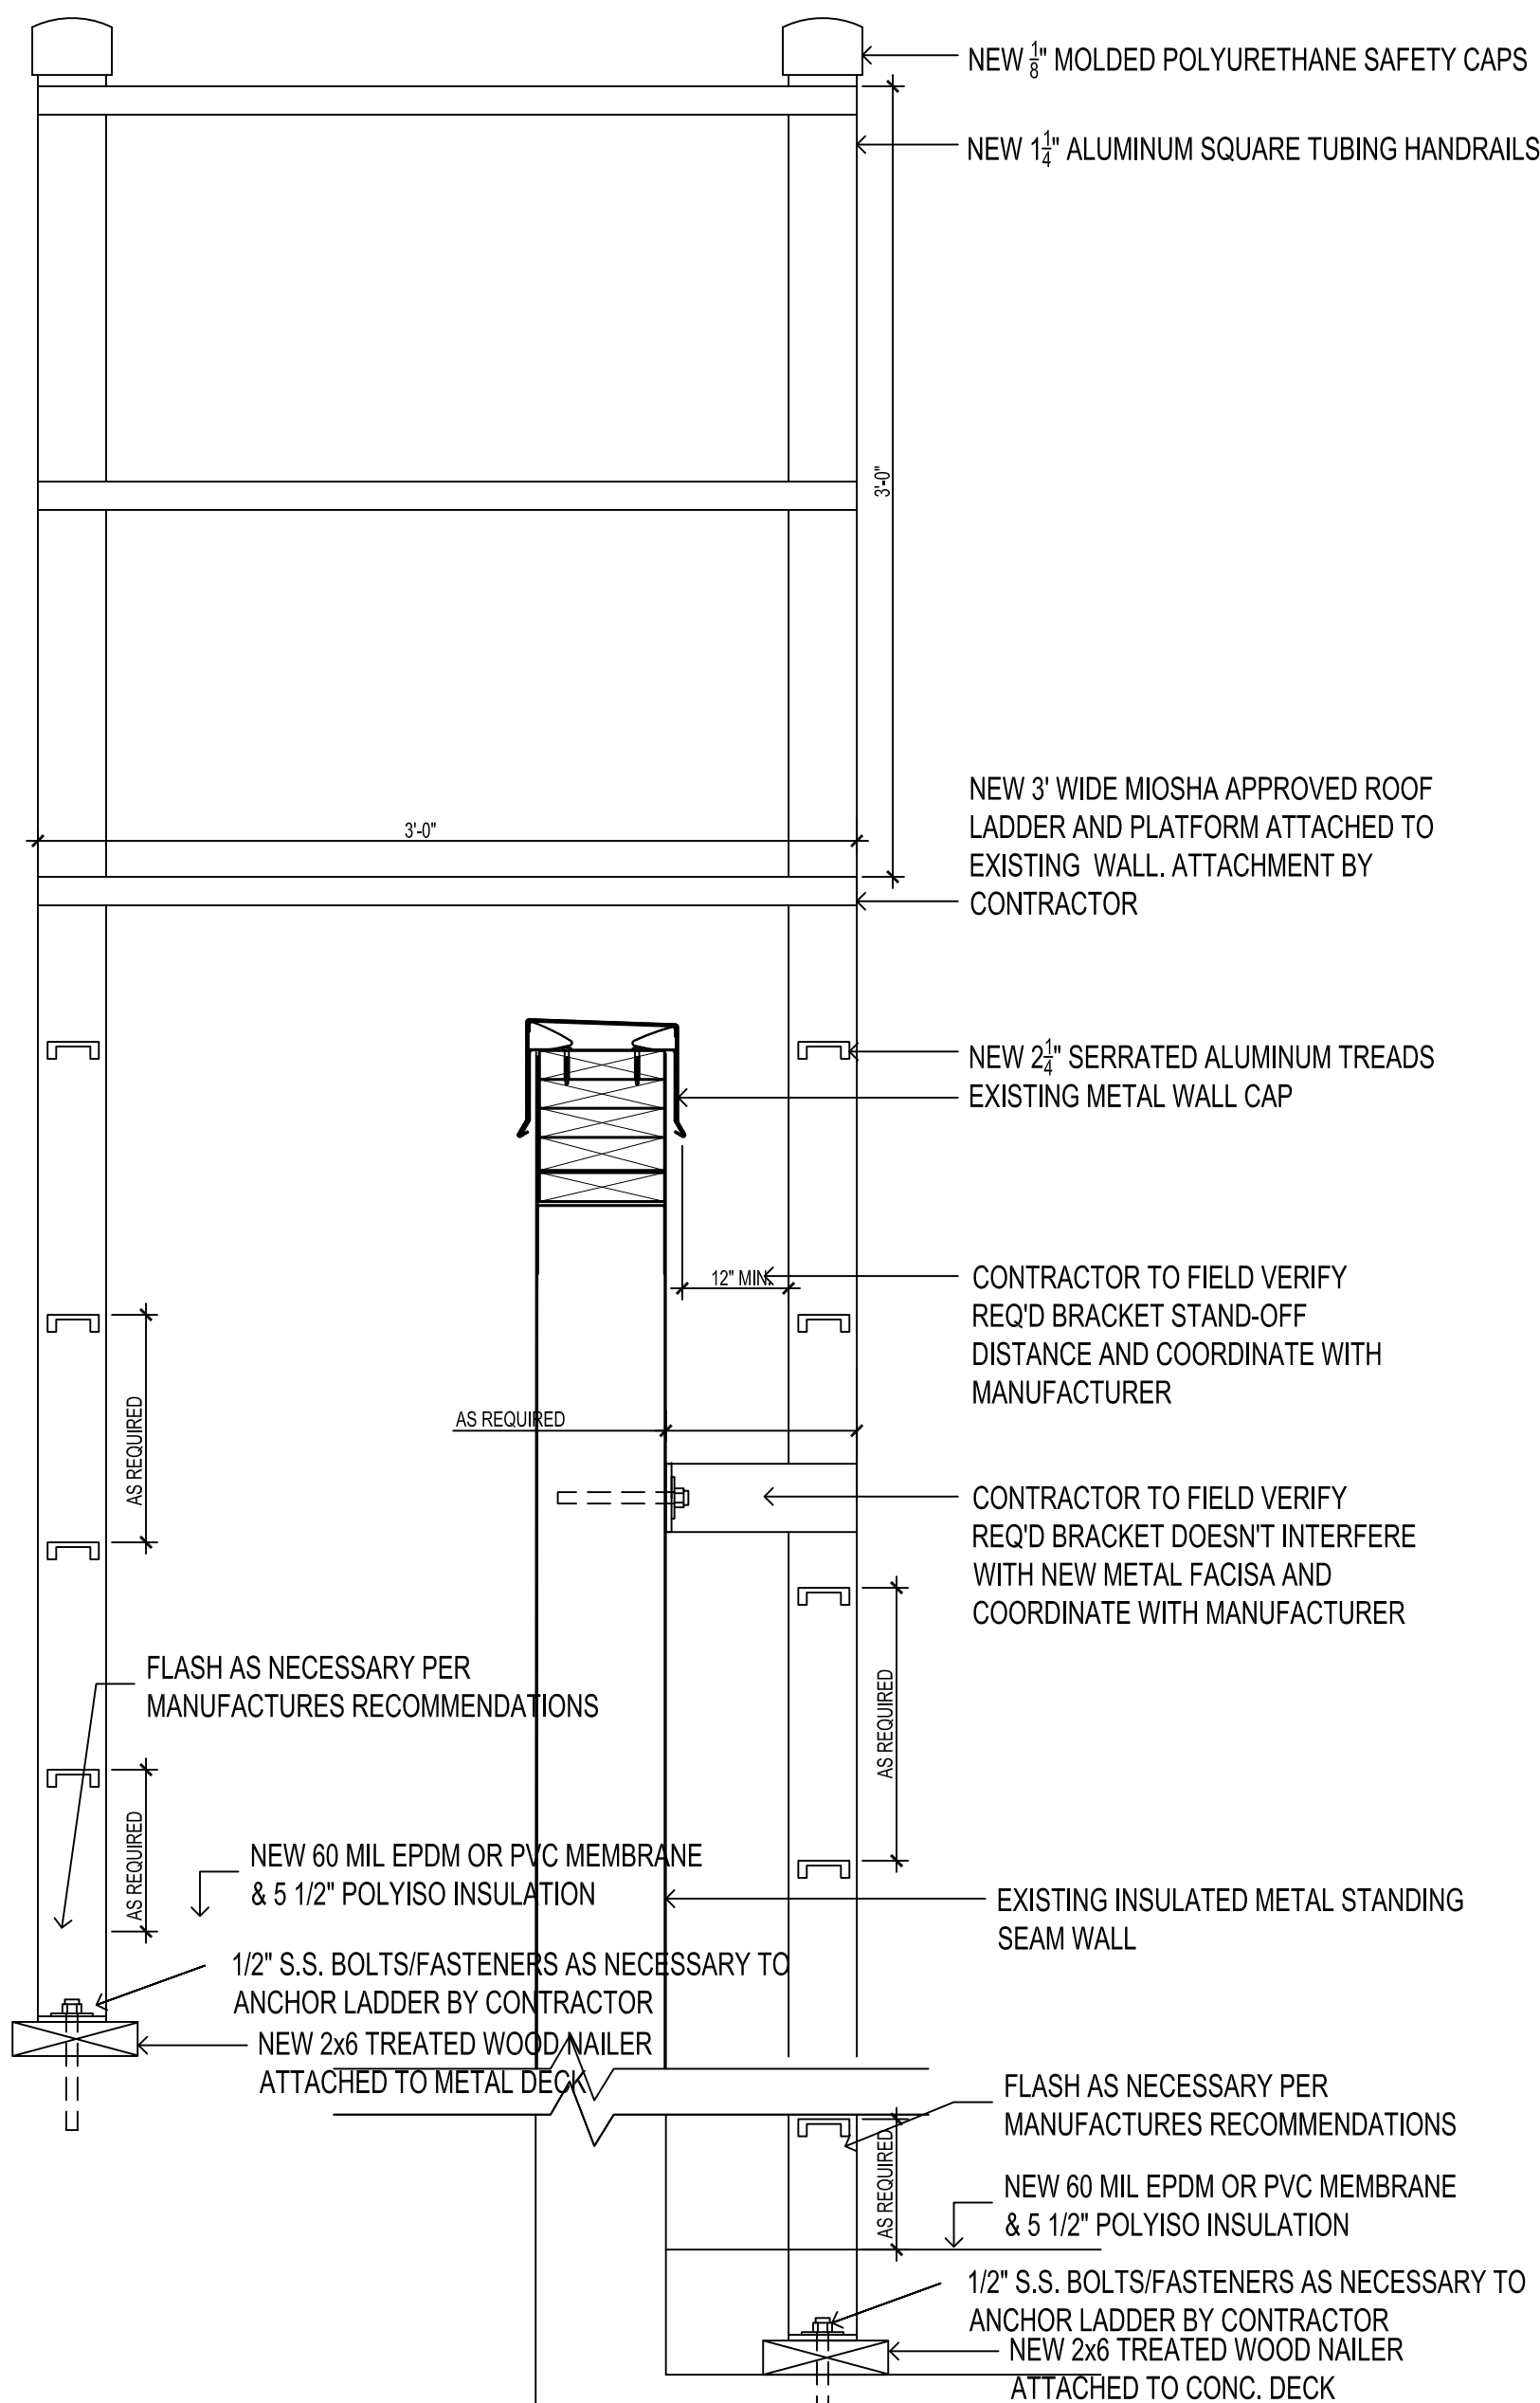 NEW 1/8" MOLDED POLYURETHANE SAFETY CAPS
NEW 1 1/4" ALUMINUM SQUARE TUBING HANDRAILS
3'-0"
NEW 3' WIDE MIOSHA APPROVED ROOF
LADDER AND PLATFORM ATTACHED TO
EXISTING WALL. ATTACHMENT BY
CONTRACTOR
3'-0"
NEW 2 1/4" SERRATED ALUMINUM TREADS
EXISTING METAL WALL CAP
12" MIN.
CONTRACTOR TO FIELD VERIFY
REQ'D BRACKET STAND-OFF
DISTANCE AND COORDINATE WITH
MANUFACTURER
AS REQUIRED
AS REQUIRED
CONTRACTOR TO FIELD VERIFY
REQ'D BRACKET DOESN'T INTERFERE
WITH NEW METAL FACISA AND
COORDINATE WITH MANUFACTURER
FLASH AS NECESSARY PER
MANUFACTURES RECOMMENDATIONS
AS REQUIRED
AS REQUIRED
NEW 60 MIL EPDM OR PVC MEMBRANE
& 5 1/2" POLYISO INSULATION
EXISTING INSULATED METAL STANDING
SEAM WALL
1/2" S.S. BOLTS/FASTENERS AS NECESSARY TO
ANCHOR LADDER BY CONTRACTOR
NEW 2x6 TREATED WOOD NAILER
ATTACHED TO METAL DECK
FLASH AS NECESSARY PER
MANUFACTURES RECOMMENDATIONS
AS REQUIRED
NEW 60 MIL EPDM OR PVC MEMBRANE
& 5 1/2" POLYISO INSULATION
1/2" S.S. BOLTS/FASTENERS AS NECESSARY TO
ANCHOR LADDER BY CONTRACTOR
NEW 2x6 TREATED WOOD NAILER
ATTACHED TO CONC. DECK